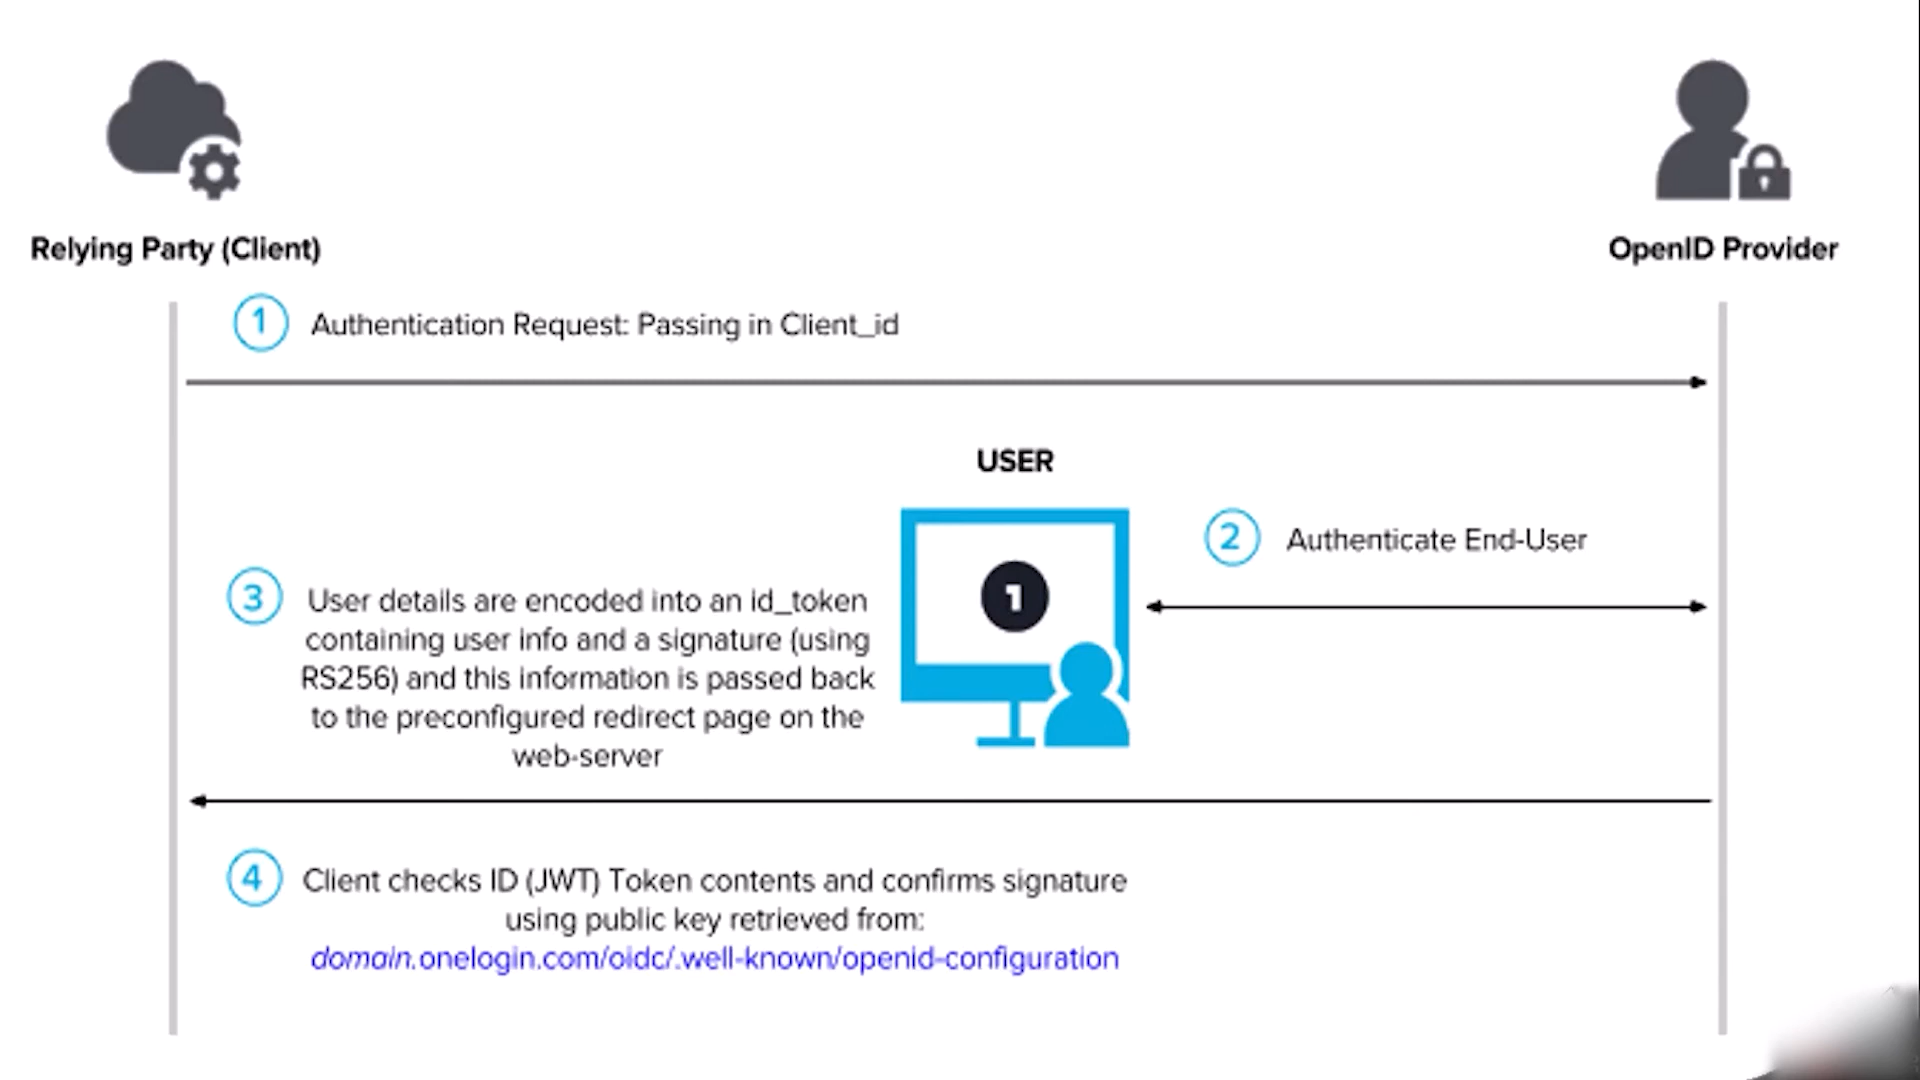 Relying Party (Client)
OpenID Provider
1
Authentication Request: Passing in Client_id
USER
1
2
Authenticate End-User
3
User details are encoded into an id_token
containing user info and a signature (using
RS256) and this information is passed back
to the preconfigured redirect page on the
web-server
4
Client checks ID (JWT) Token contents and confirms signature
using public key retrieved from:
domain.onelogin.com/oidc/.well-known/openid-configuration